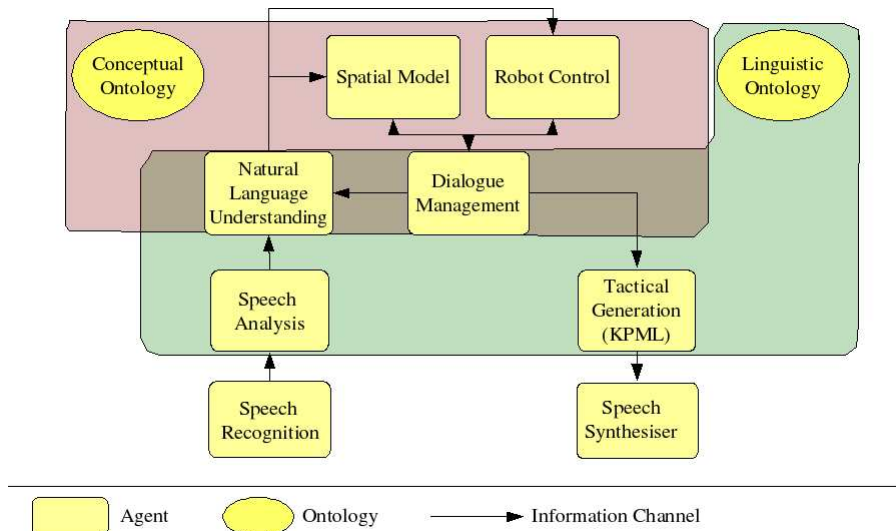 Conceptual
Ontology
Spatial Model
Robot Control
Linguistic
Ontology
Natural
Language
Understanding
Dialogue
Management
Speech
Analysis
Tactical
Generation
(KPML)
Speech
Recognition
Speech
Synthesiser
Agent
Ontology
Information Channel